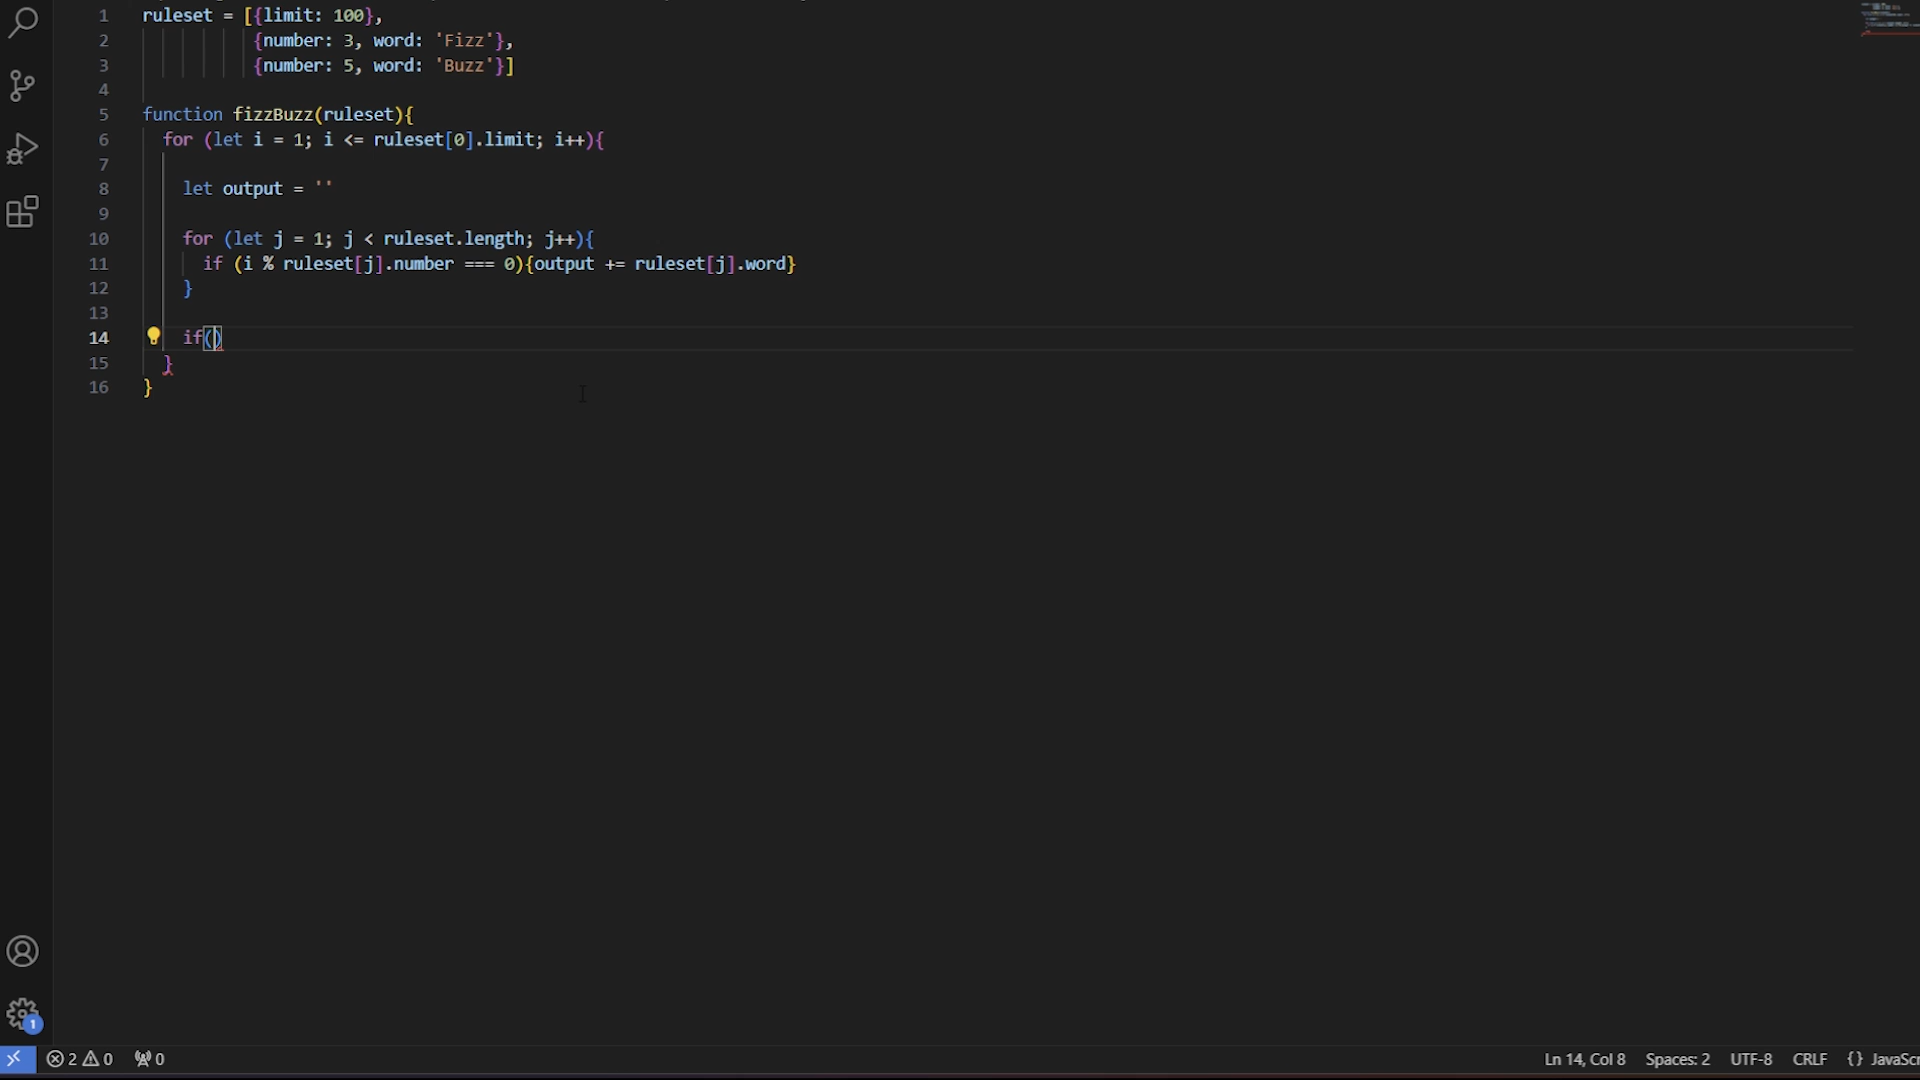 1 ruleset = [{limit: 100},
2 {number: 3, word: 'Fizz'},
3 {number: 5, word: 'Buzz'}]
4
5 function fizzBuzz(ruleset){
6 for (let i = 1; i <= ruleset[0].limit; i++){
7
8 let output = ''
9
10 for (let j = 1; j < ruleset.length; j++){
11 if (i % ruleset[j].number === 0){output += ruleset[j].word}
12 }
13
14 if()
15 }
16 }
1
2 0 0 Ln 14, Col 8 Spaces: 2 UTF-8 CRLF {} JavaScr